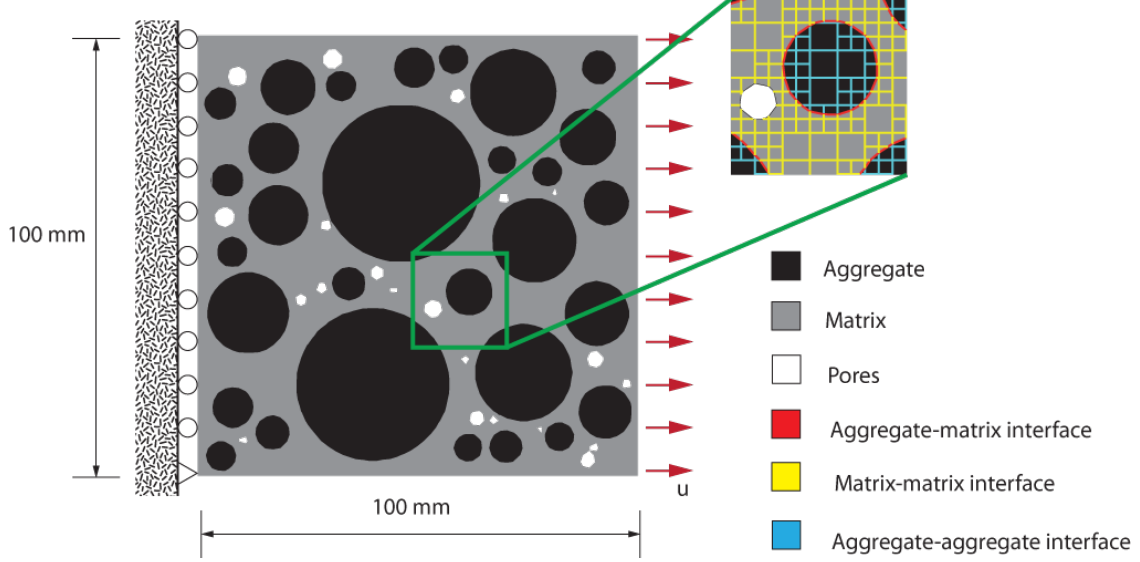 100 mm
100 mm
u
Aggregate
Matrix
Pores
Aggregate-matrix interface
Matrix-matrix interface
Aggregate-aggregate interface